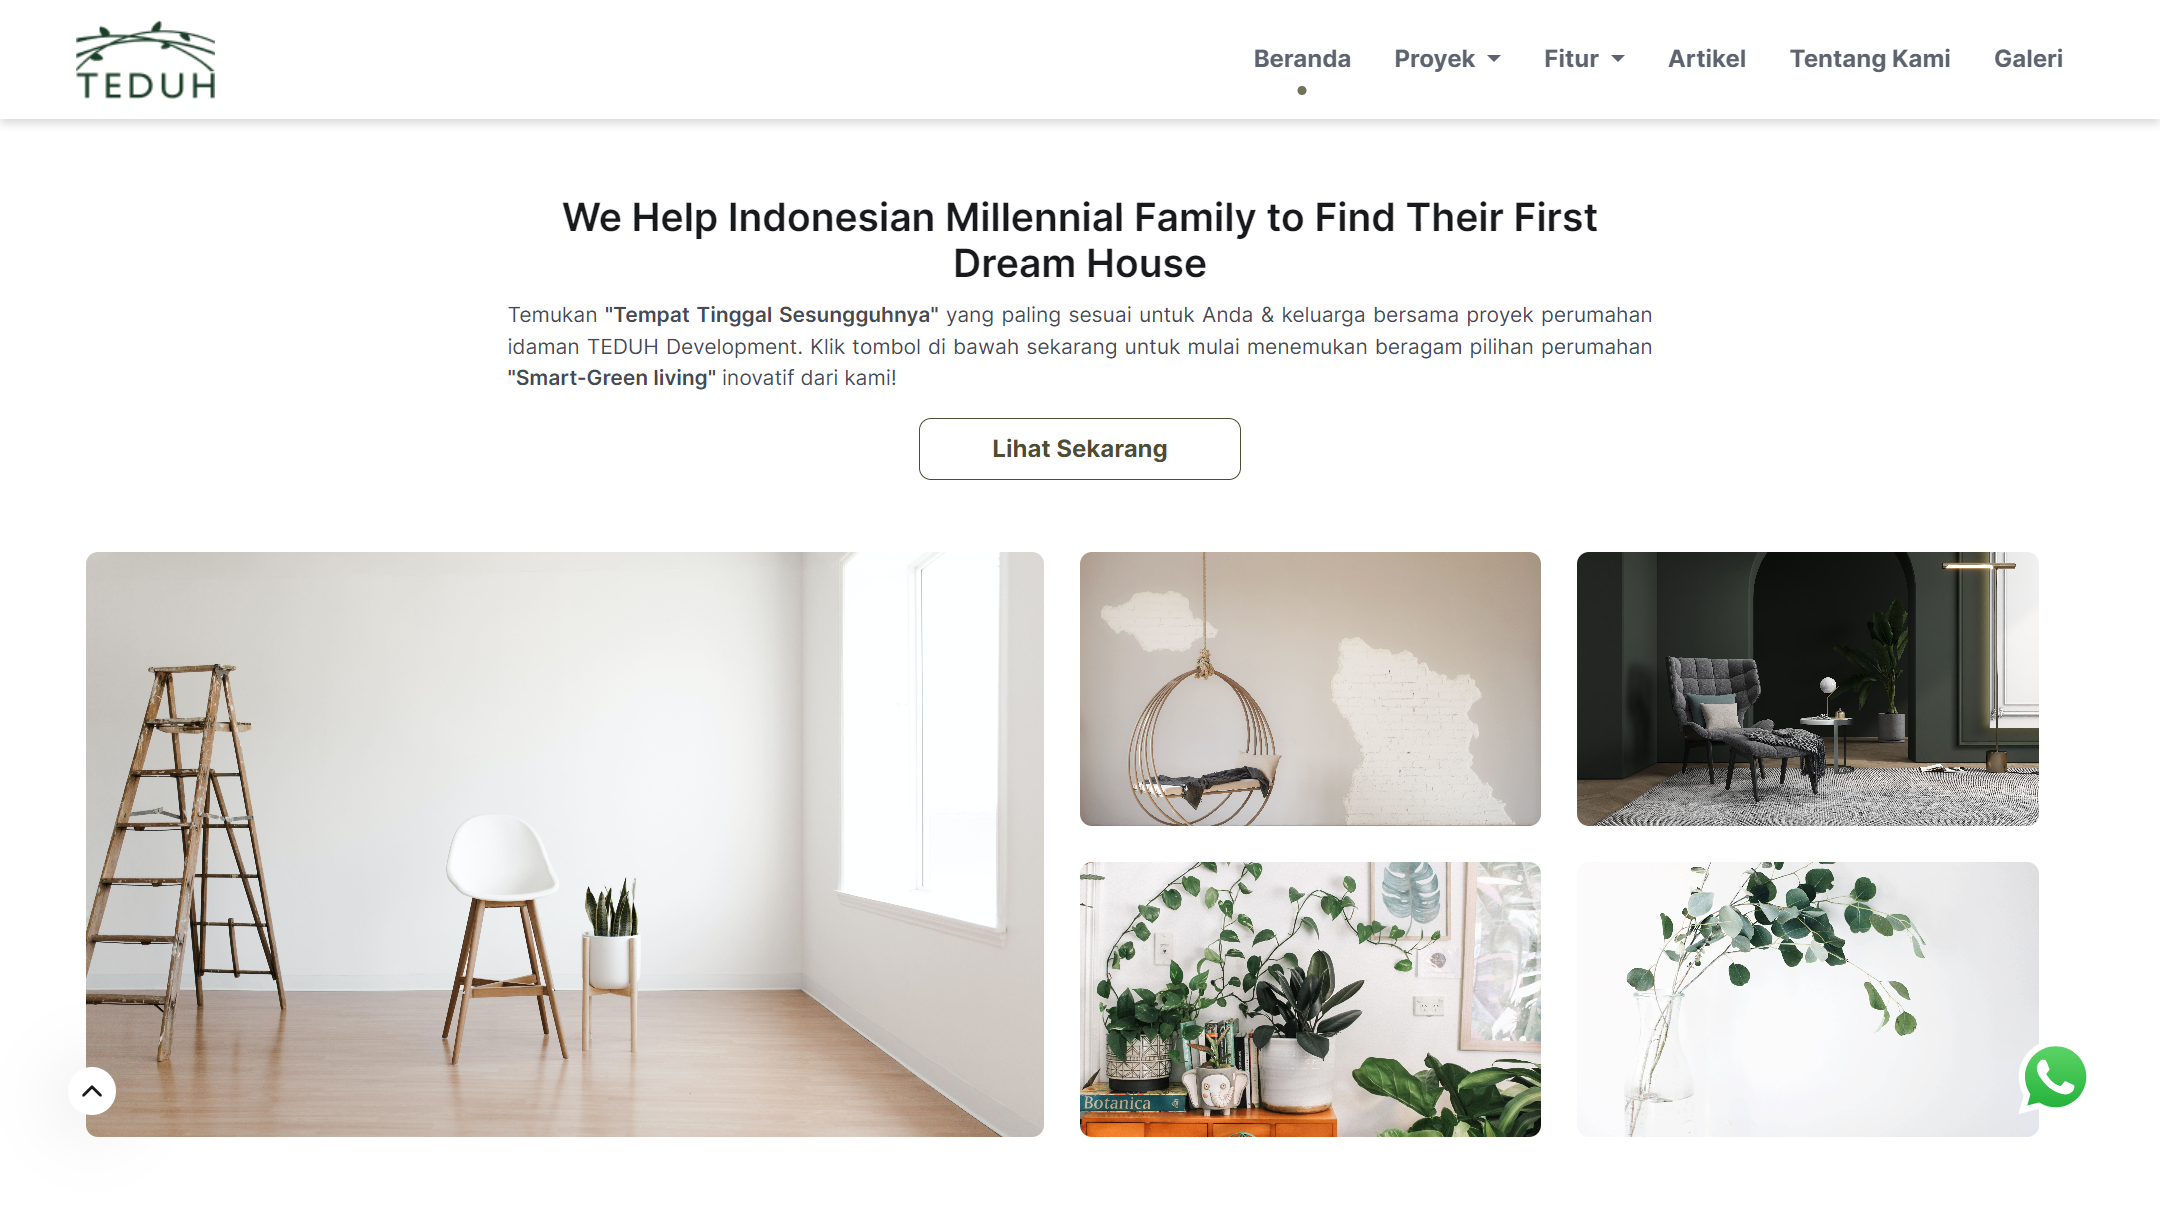 TEDUH
Beranda
Proyek
Fitur
Artikel
Tentang Kami
Galeri
We Help Indonesian Millennial Family to Find Their First
Dream House
Temukan "Tempat Tinggal Sesungguhnya" yang paling sesuai untuk Anda & keluarga bersama proyek perumahan
idaman TEDUH Development. Klik tombol di bawah sekarang untuk mulai menemukan beragam pilihan perumahan
"Smart-Green living" inovatif dari kami!
Lihat Sekarang
Botanica